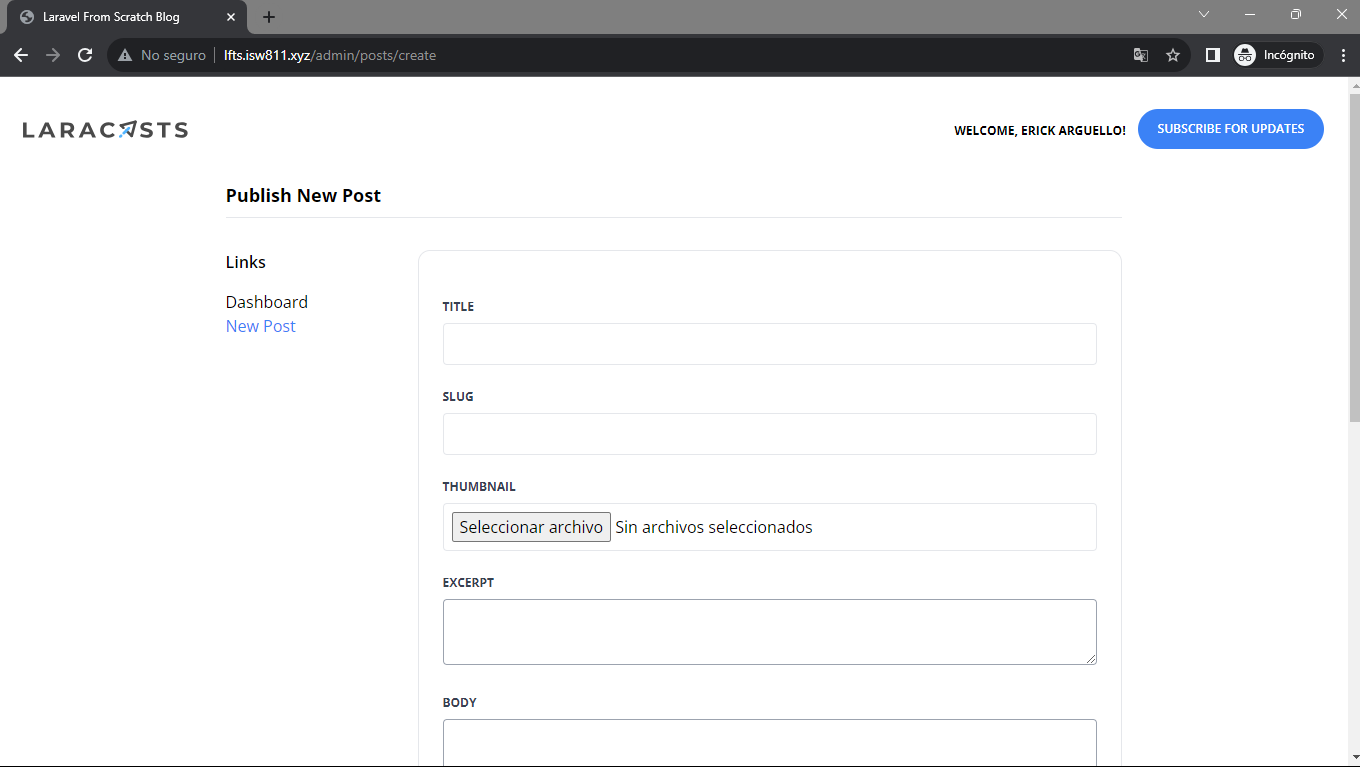 Laravel From Scratch Blog
No seguro
lfts.isw811.xyz/admin/posts/create
Incógnito
LARACASTS
WELCOME, ERICK ARGUELLO!
SUBSCRIBE FOR UPDATES
Publish New Post
Links
Dashboard
New Post
TITLE
SLUG
THUMBNAIL
Seleccionar archivo Sin archivos seleccionados
EXCERPT
BODY